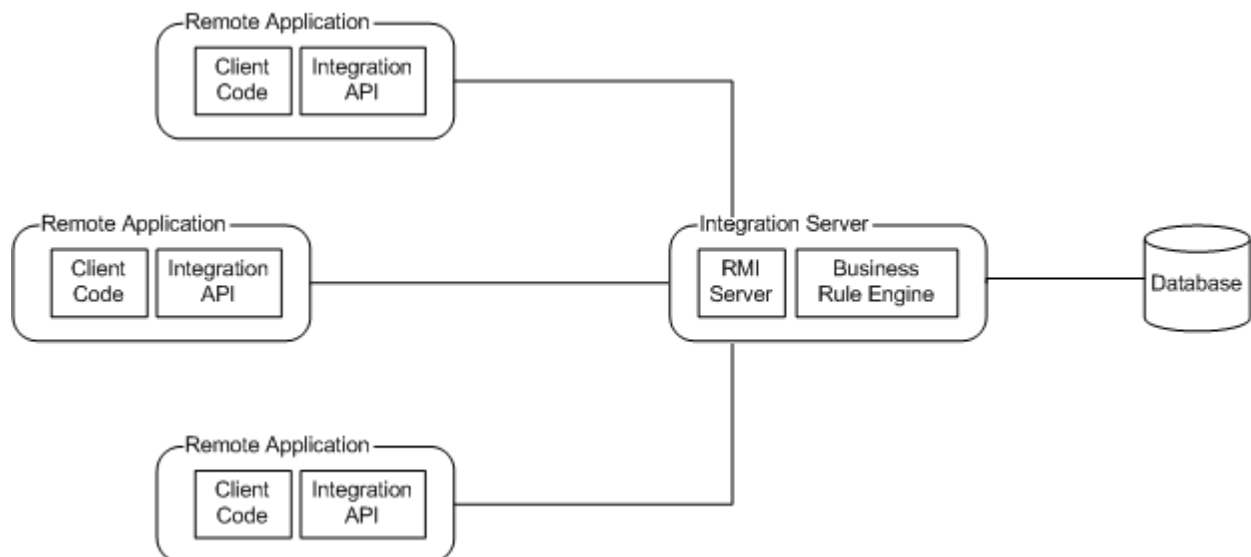 Remote Application
Client
Code
Integration
API
Remote Application
Client
Code
Integration
API
Integration Server
RMI
Server
Business
Rule Engine
Database
Remote Application
Client
Code
Integration
API